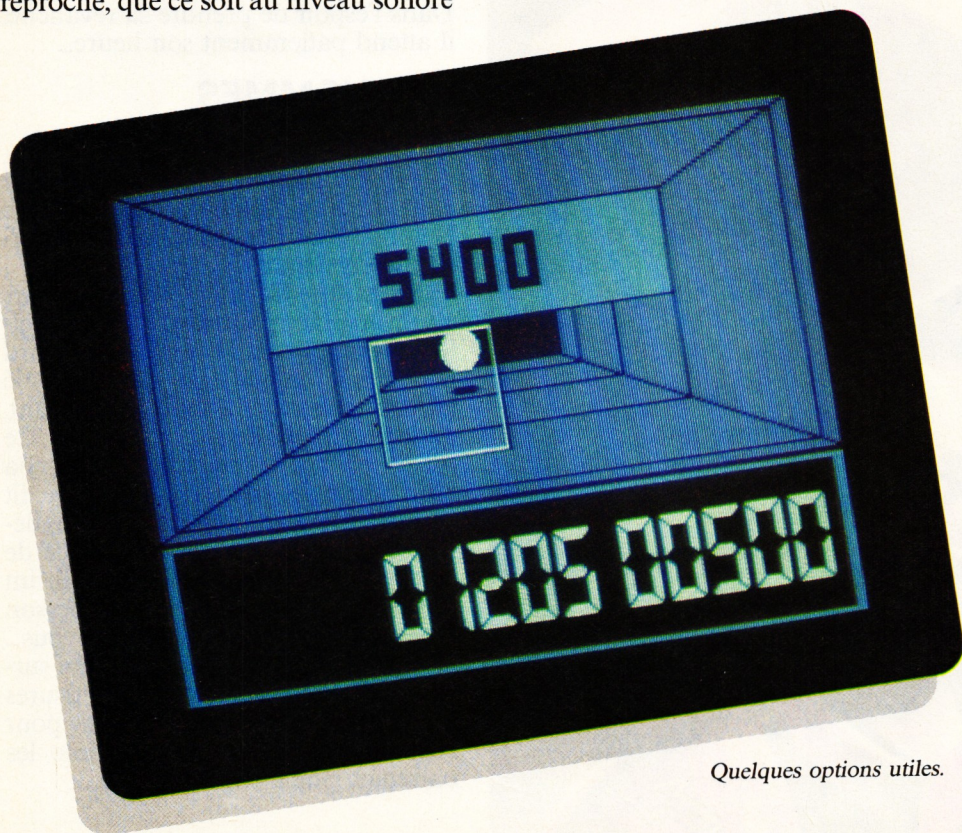 reproche, que ce soit au niveau sonore
5400
0 1205 00500
Quelques options utiles.